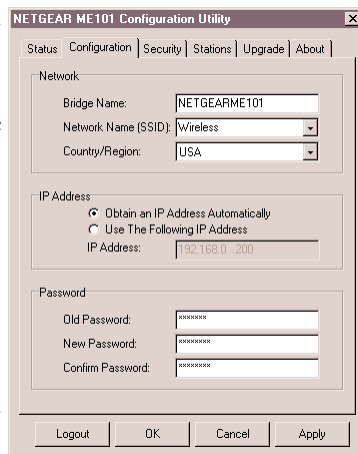 NETGEAR ME101 Configuration Utility
Status Configuration Security Stations Upgrade About
Network
Bridge Name: NETGEARME101
Network Name (SSID): Wireless
Country/Region: USA
IP Address
Obtain an IP Address Automatically
Use The Following IP Address
IP Address: 192.168.0 .200
Password
Old Password: *******
New Password: *******
Confirm Password: *******
Logout OK Cancel Apply